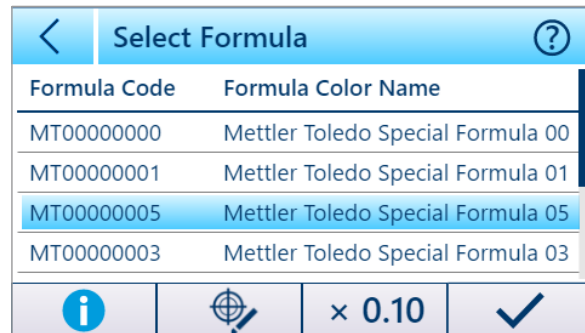 Select Formula
?
Formula Code Formula Color Name
MT00000000 Mettler Toledo Special Formula 00
MT00000001 Mettler Toledo Special Formula 01
MT00000005 Mettler Toledo Special Formula 05
MT00000003 Mettler Toledo Special Formula 03
i × 0.10